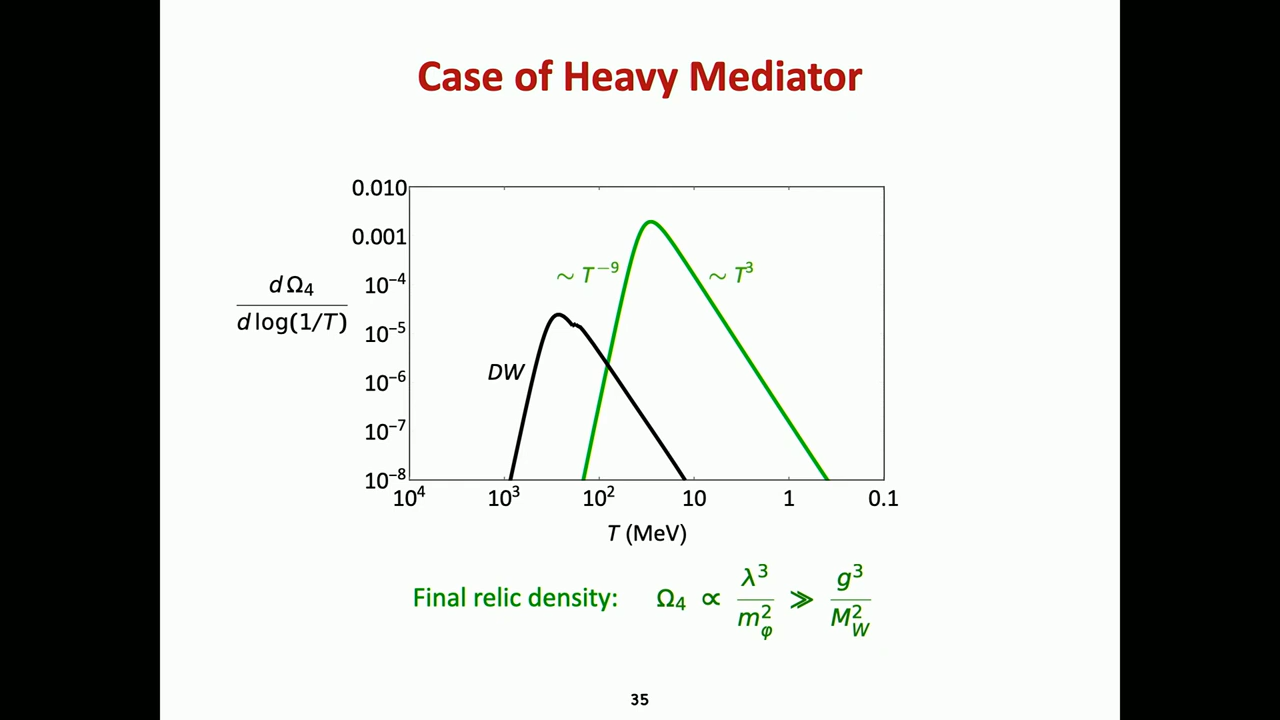 Case of Heavy Mediator
0.010
0.001
10⁻⁴
10⁻⁵
10⁻⁶
10⁻⁷
10⁻⁸
dΩ₄
d log(1/T)
∼ T⁻⁹
∼ T³
DW
10⁴ 10³ 10² 10 1 0.1
T (MeV)
Final relic density: Ω₄ ∝ λ³/m²_φ ≫ g³/M²_W
35